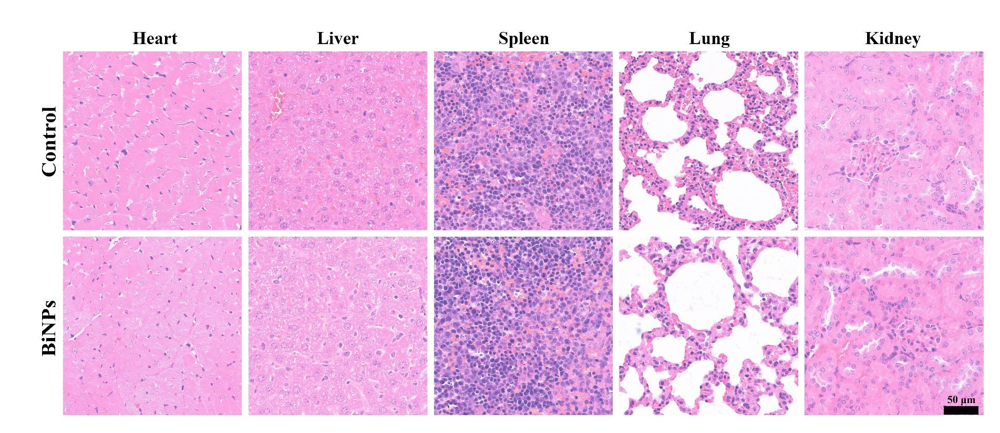 Heart Liver Spleen Lung Kidney
Control
BiNPs
50 μm